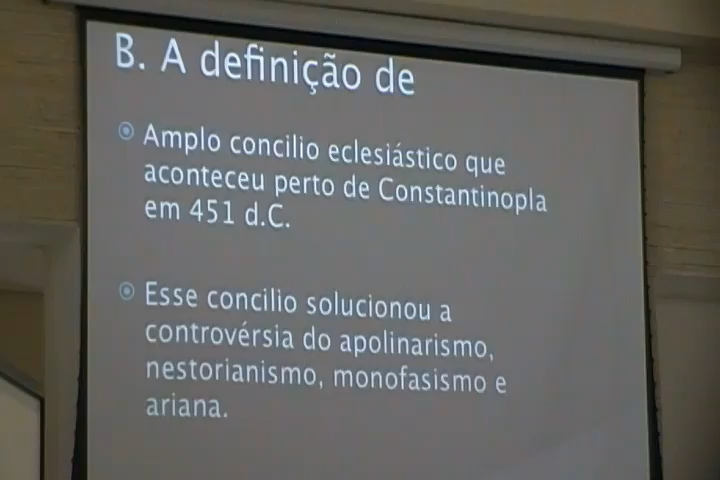 B. A definição de
Amplo concilio eclesiástico que
aconteceu perto de Constantinopla
em 451 d.C.
Esse concilio solucionou a
controvérsia do apolinarismo,
nestorianismo, monofasismo e
ariana.